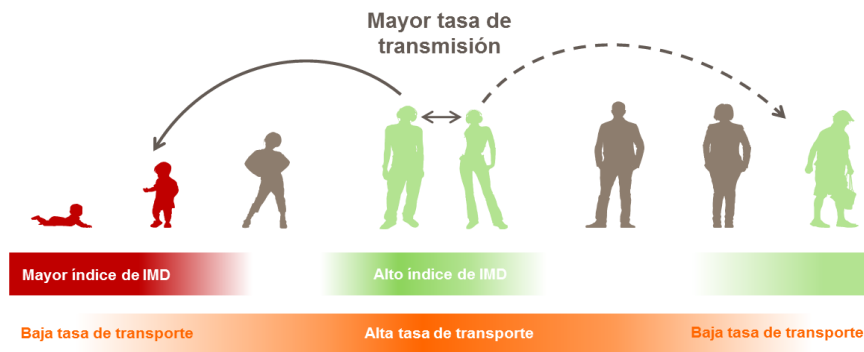 Mayor tasa de
transmisión
Mayor índice de IMD
Alto índice de IMD
Baja tasa de transporte
Alta tasa de transporte
Baja tasa de transporte